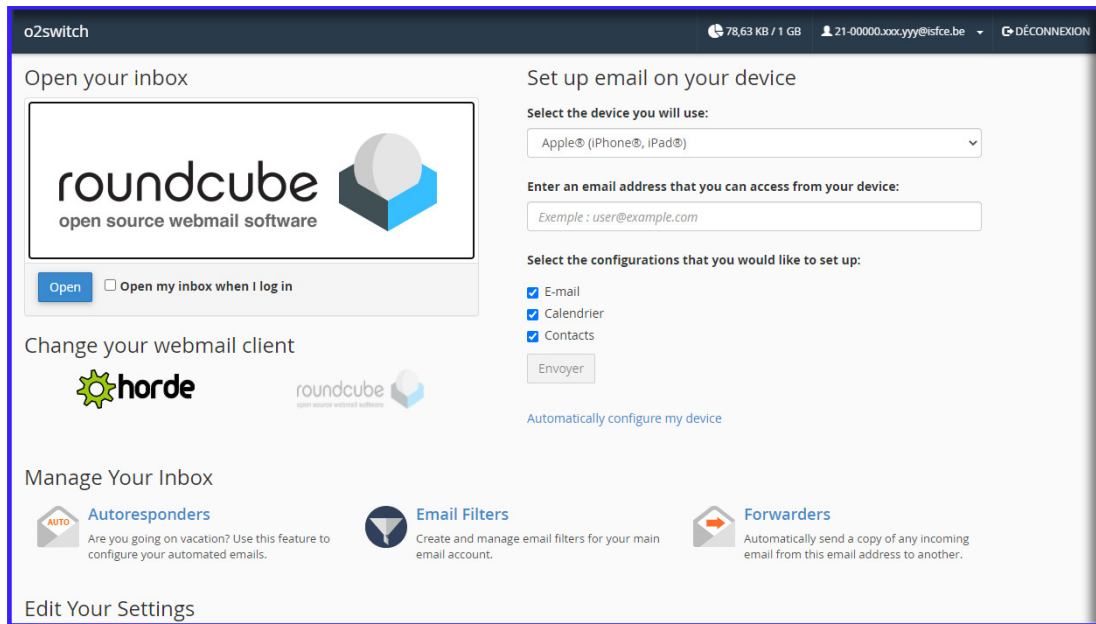 o2switch
78,63 KB / 1 GB
21-00000.xxx.yyy@isfce.be
DÉCONNEXION
Open your inbox
roundcube
open source webmail software
Open
Open my inbox when I log in
Change your webmail client
horde
roundcube
open source webmail software
Set up email on your device
Select the device you will use:
Apple® (iPhone®, iPad®)
Enter an email address that you can access from your device:
Exemple : user@example.com
Select the configurations that you would like to set up:
E-mail
Calendrier
Contacts
Envoyer
Automatically configure my device
Manage Your Inbox
AUTO
Autoresponders
Are you going on vacation? Use this feature to
configure your automated emails.
Email Filters
Create and manage email filters for your main
email account.
Forwarders
Automatically send a copy of any incoming
email from this email address to another.
Edit Your Settings